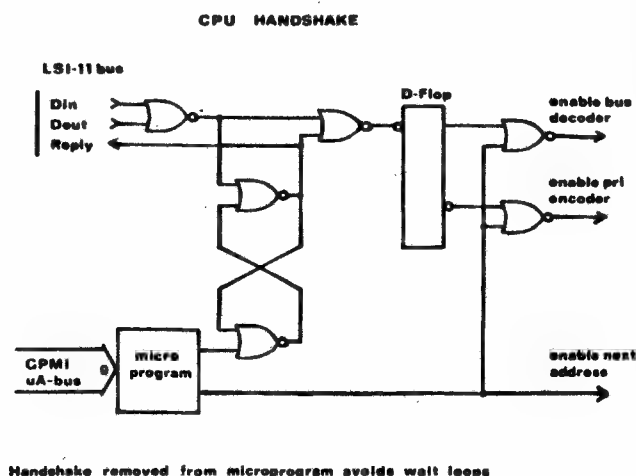 CPU HANDSHAKE
LSI-11 bus
Din
Dout
Reply
D-Flop
enable bus
decoder
enable pri
encoder
micro
program
CPMI
uA-bus
9
enable next
address
Handshake removed from microprogram avoids wait loops